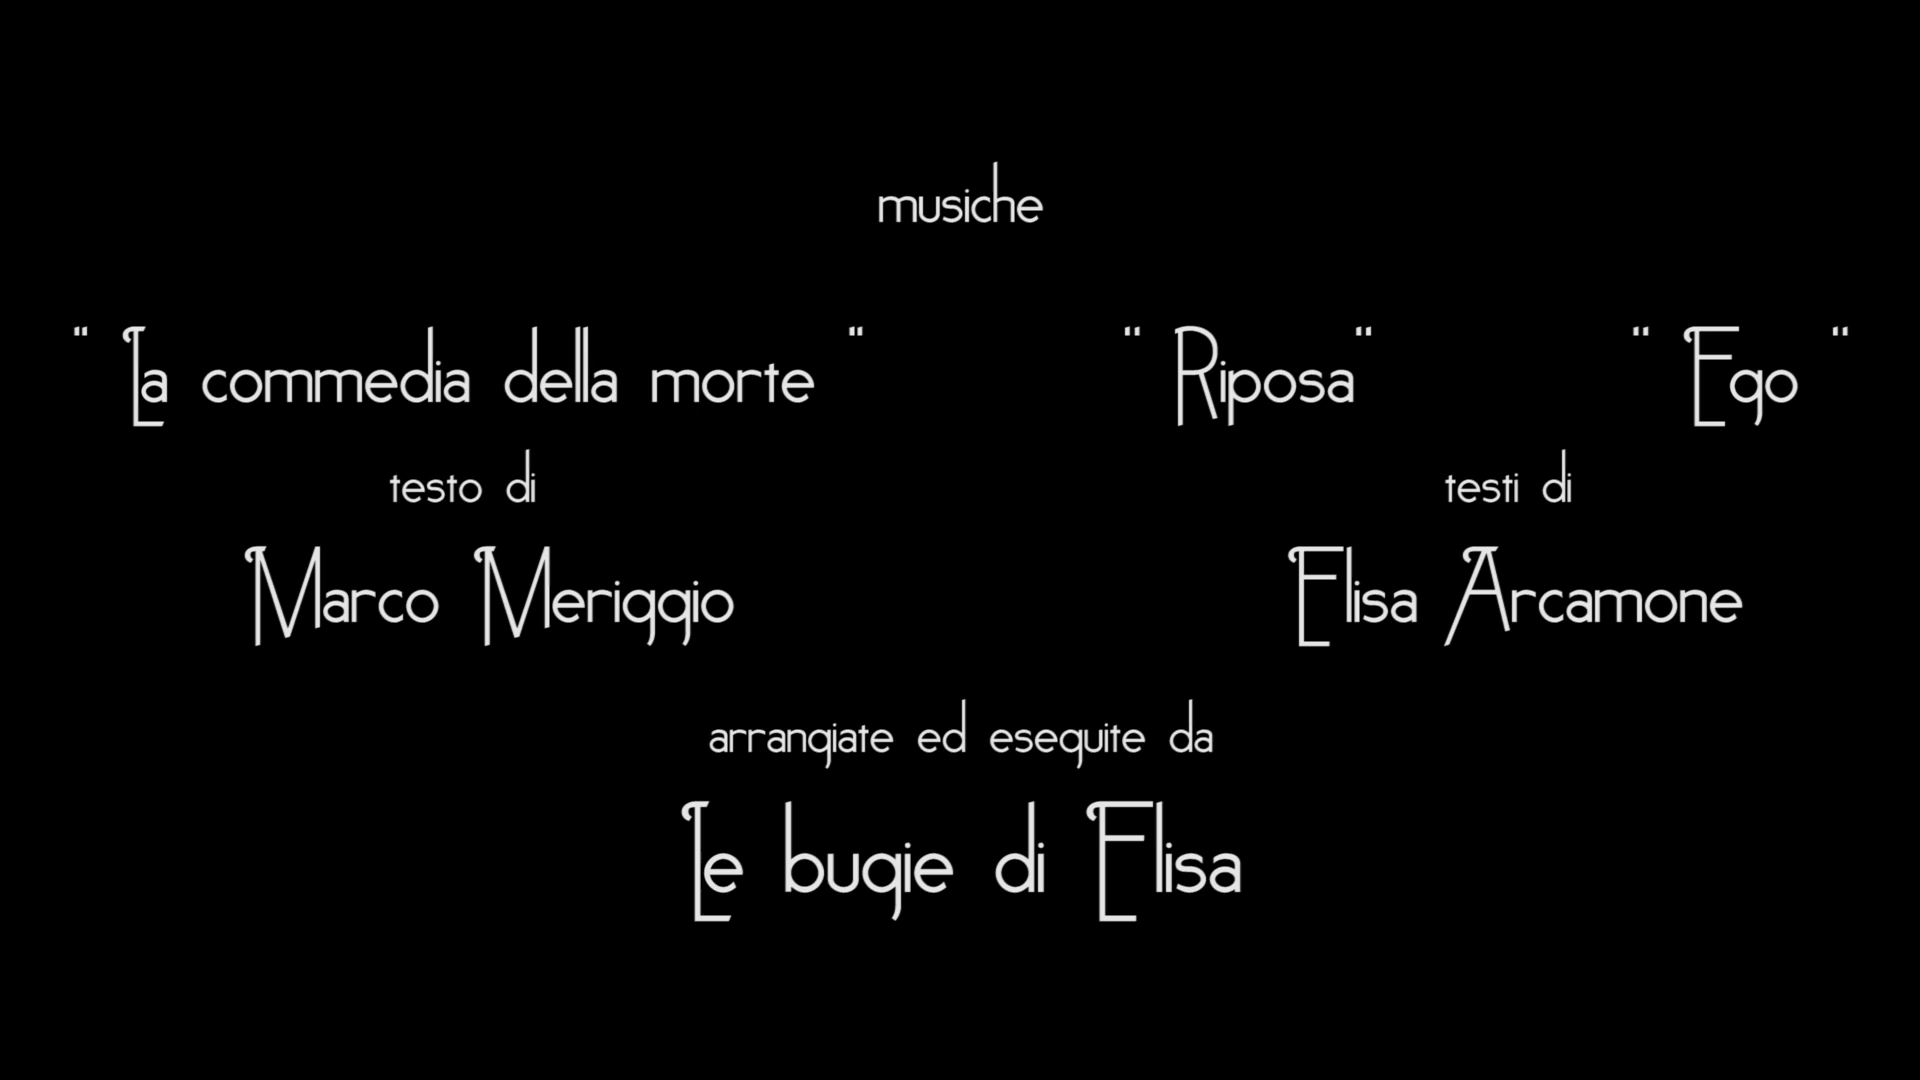 musiche
" La commedia della morte " " Riposa" " Ego "
testo di testi di
Marco Meriggio Elisa Arcamone
arrangiate ed eseguite da
Le bugie di Elisa